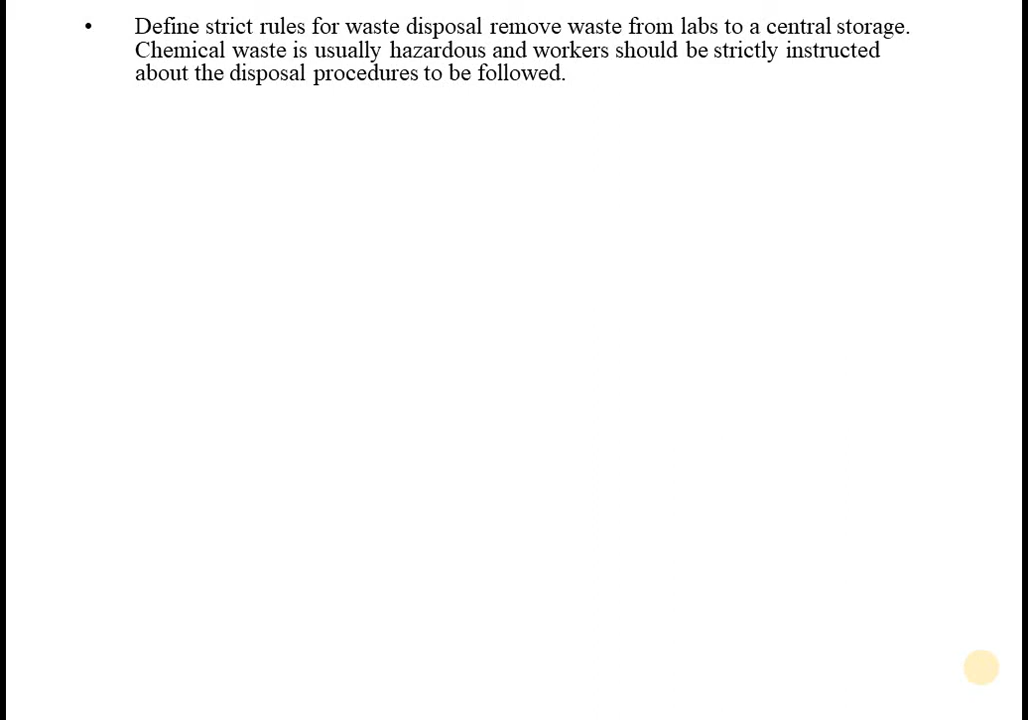 • Define strict rules for waste disposal remove waste from labs to a central storage.
Chemical waste is usually hazardous and workers should be strictly instructed
about the disposal procedures to be followed.